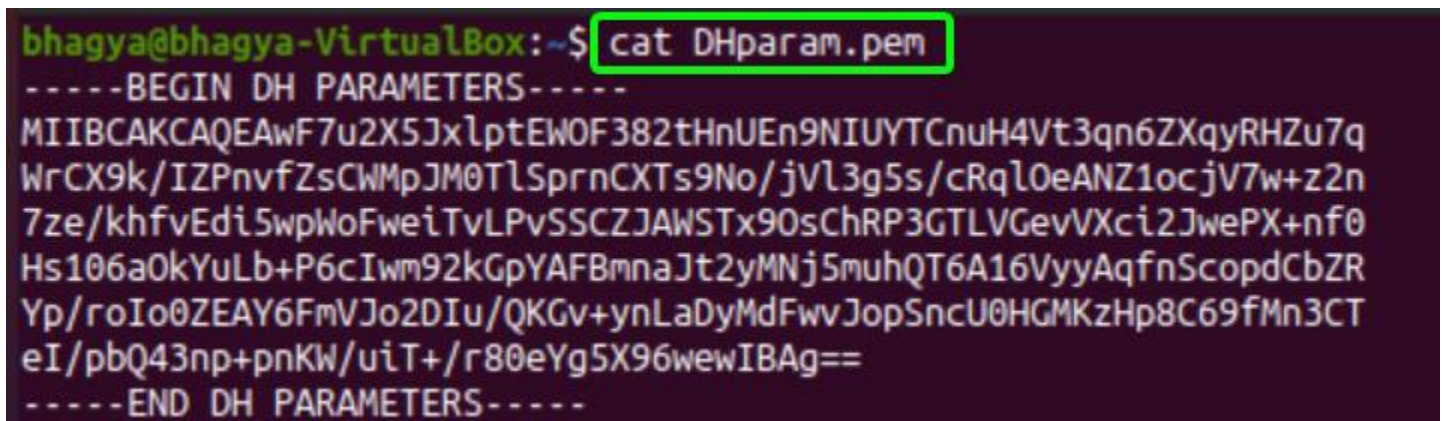 bhagya@bhagya-VirtualBox:~$ cat DHparam.pem
-----BEGIN DH PARAMETERS-----
MIIBCAKCAQEAwF7u2X5JxlptEWOF382tHnUEn9NIUYTCnuH4Vt3qn6ZXqyRHZu7q
WrCX9k/IZPnvfZsCWMpJM0TlSprnCXTs9No/jVl3g5s/cRqlOeANZ1ocjV7w+z2n
7ze/khfvEdi5wpWoFweiTvLPvSSCZJAWSTx9OsChRP3GTLVGevVXci2JwePX+nf0
Hs106aOkYuLb+P6cIwm92kGpYAFBmnaJt2yMNj5muhQT6A16VyyAqfnScopdCbZR
Yp/roIo0ZEAY6FmVJo2DIu/QKGv+ynLaDyMdFwvJopSncU0HGMKzHp8C69fMn3CT
eI/pbQ43np+pnKW/uiT+/r80eYg5X96wewIBAg==
-----END DH PARAMETERS-----